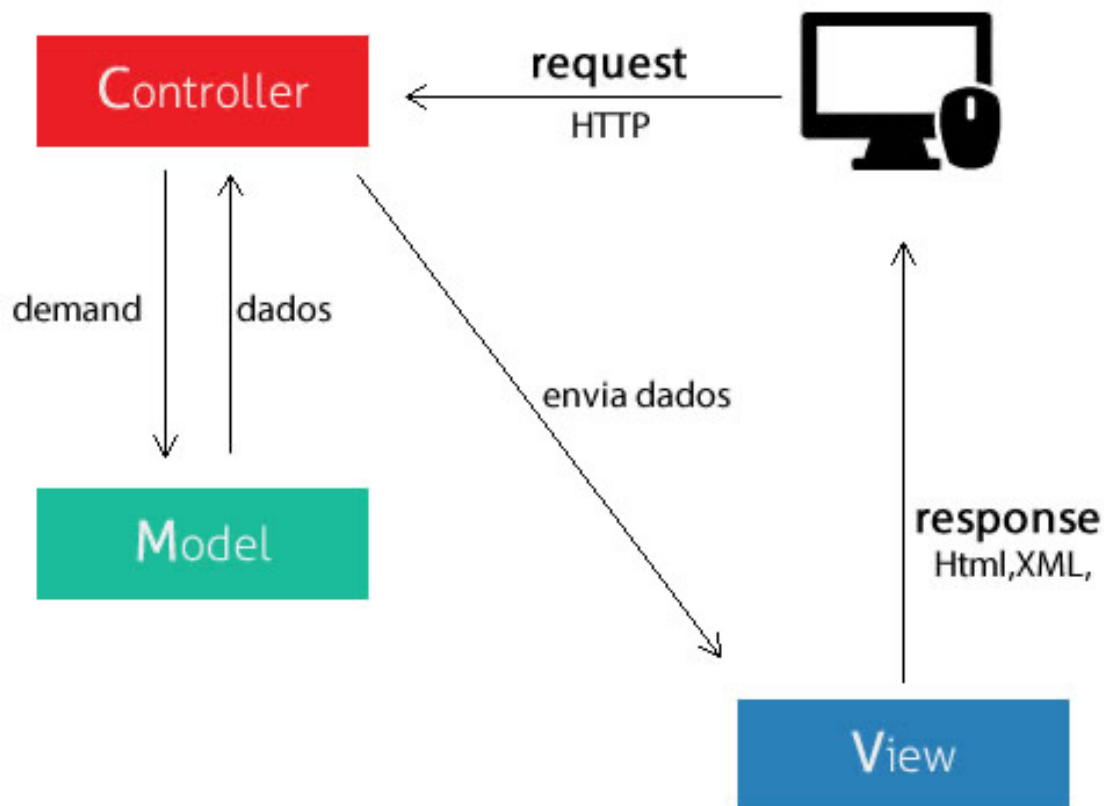 Controller
request
HTTP
demand
dados
envia dados
Model
response
Html,XML,
View